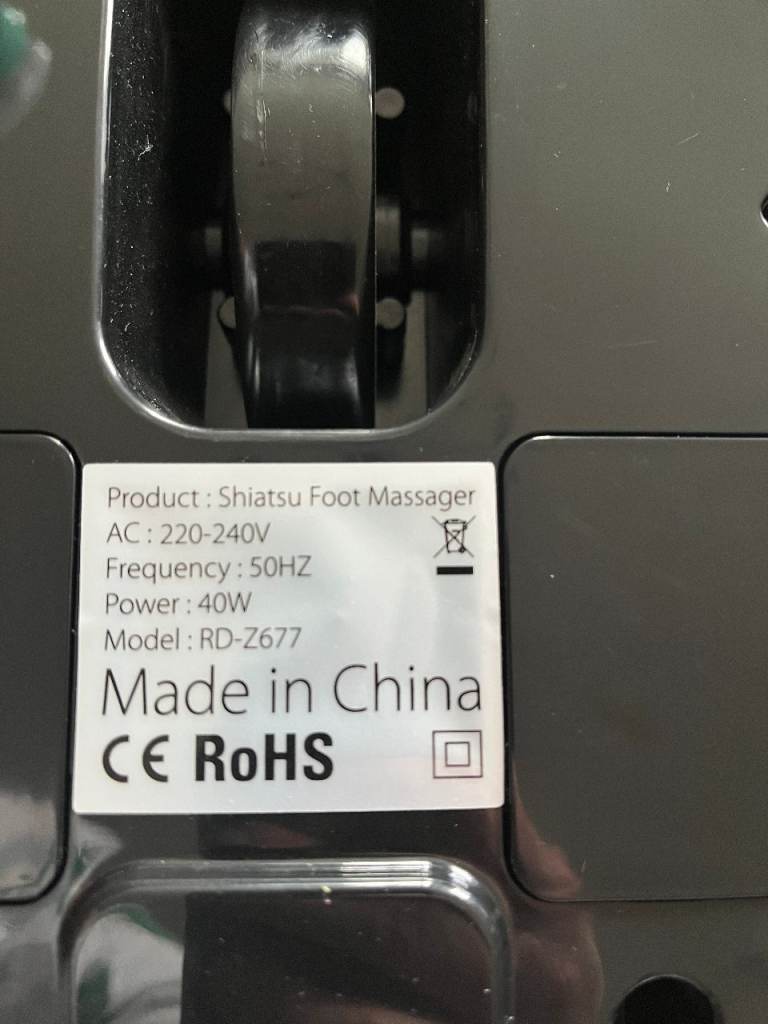 Product : Shiatsu Foot Massager
AC : 220-240V
Frequency : 50HZ
Power : 40W
Model : RD-Z677
Made in China
CE RoHS